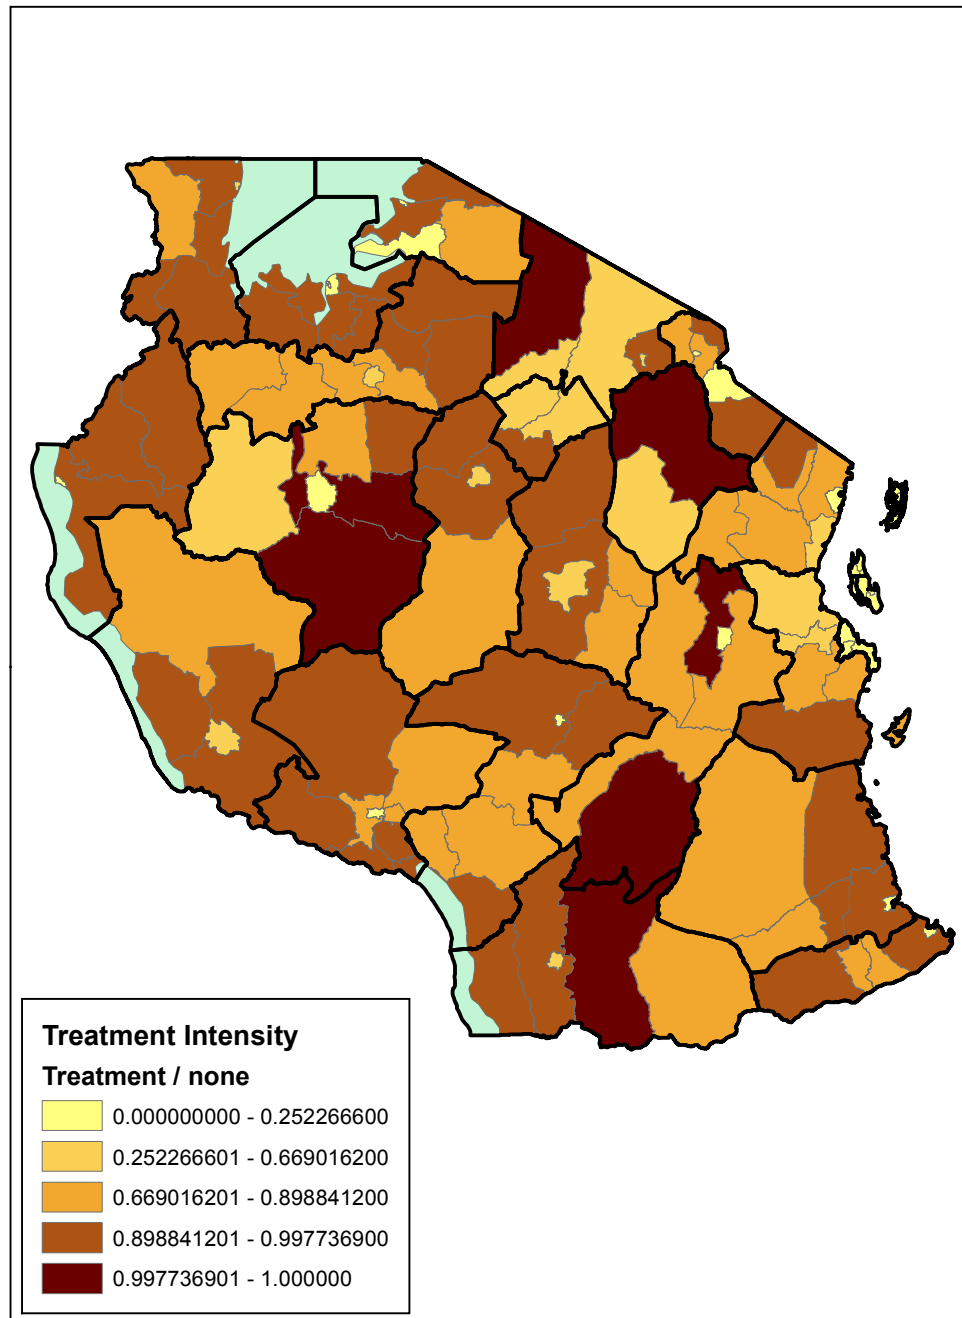 Treatment Intensity
Treatment / none
0.000000000 - 0.252266600
0.252266601 - 0.669016200
0.669016201 - 0.898841200
0.898841201 - 0.997736900
0.997736901 - 1.000000